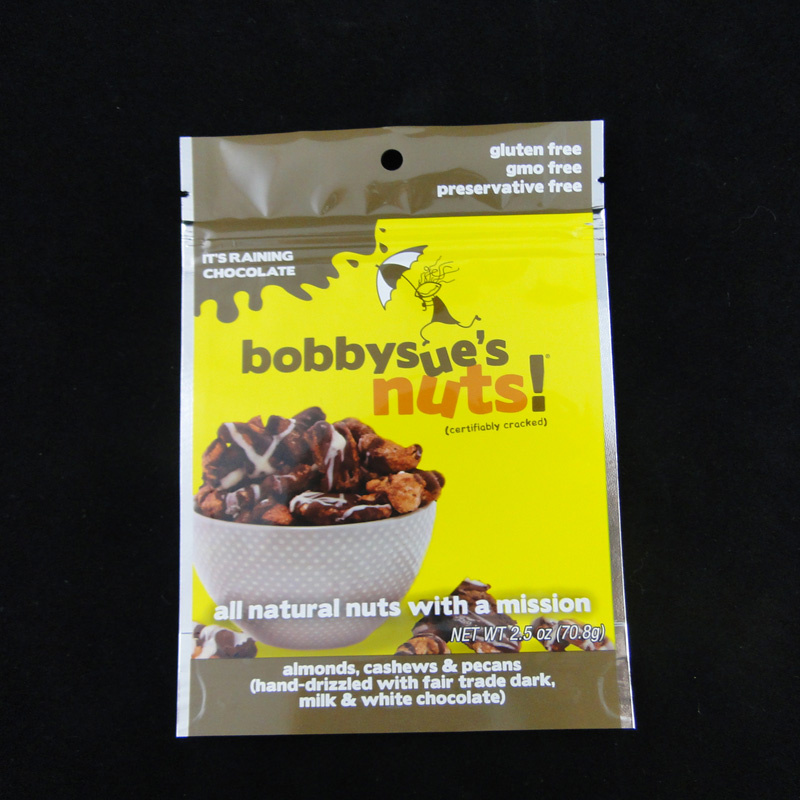 gluten free
gmo free
preservative free
IT'S RAINING
CHOCOLATE
bobbysue's
nuts!®
(certifiably cracked)
all natural nuts with a mission
NET WT 2.5 oz (70.8g)
almonds, cashews & pecans
(hand-drizzled with fair trade dark,
milk & white chocolate)